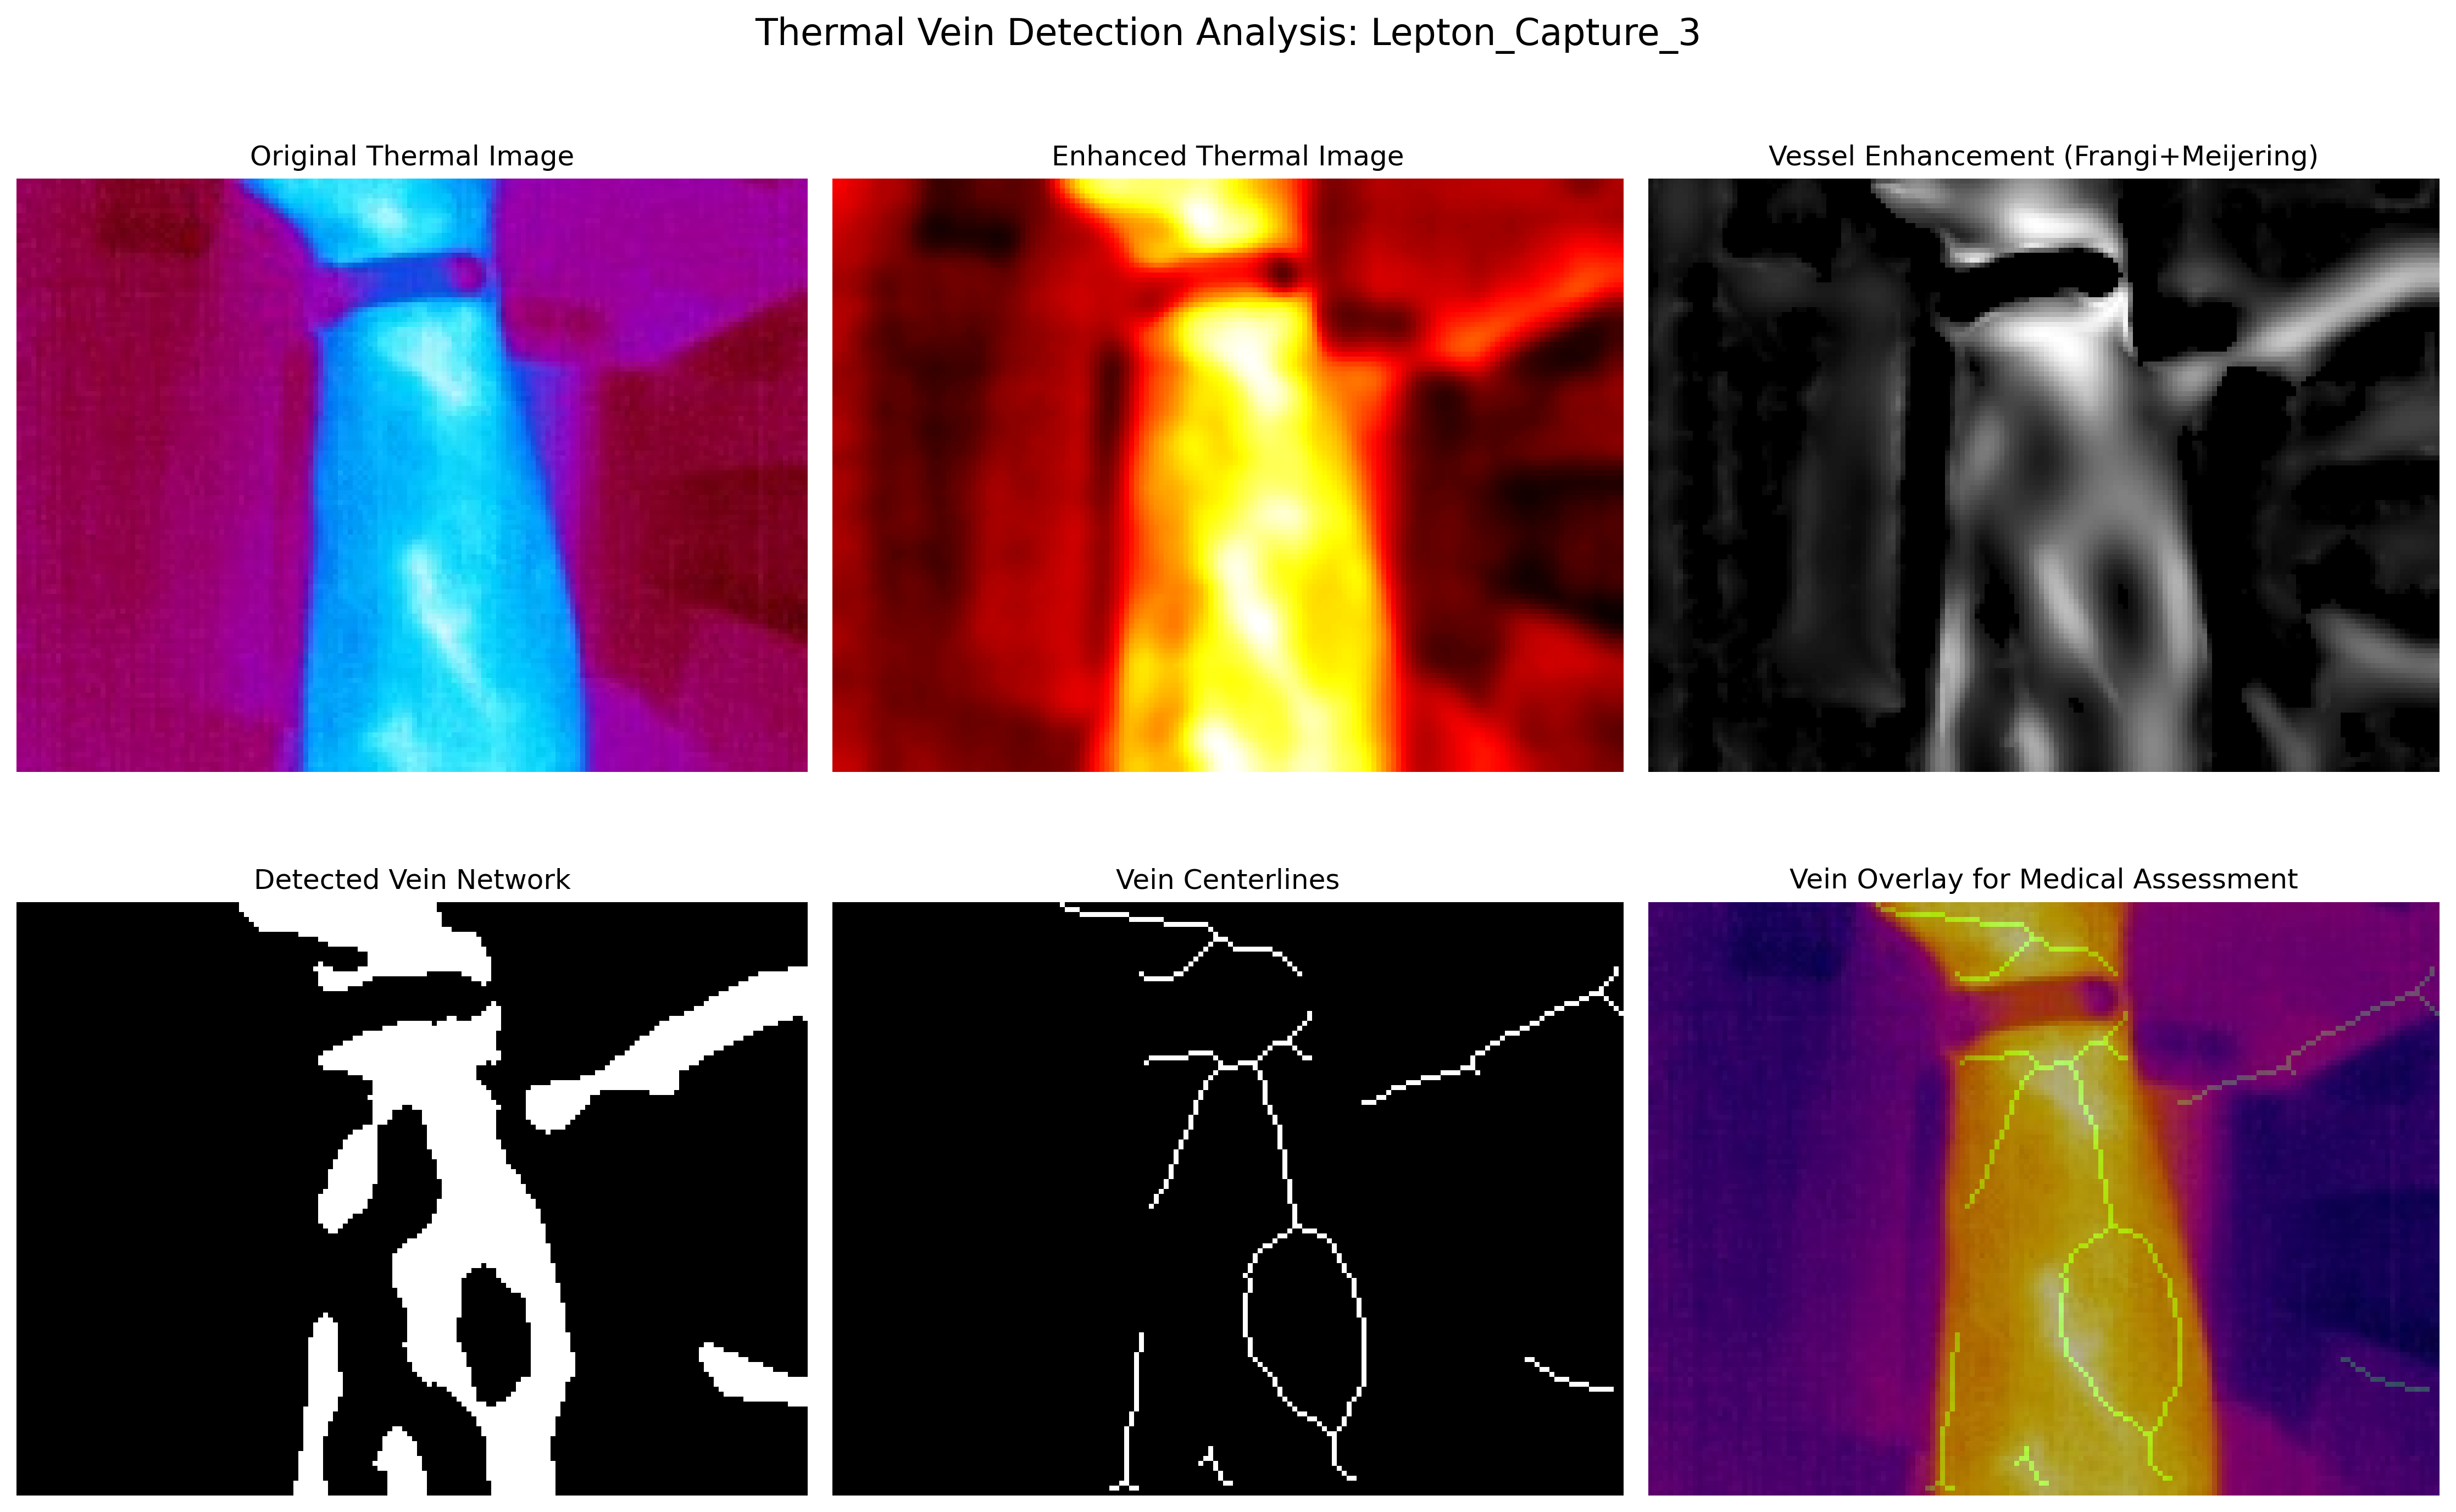 Thermal Vein Detection Analysis: Lepton_Capture_3
Original Thermal Image
Enhanced Thermal Image
Vessel Enhancement (Frangi+Meijering)
Detected Vein Network
Vein Centerlines
Vein Overlay for Medical Assessment